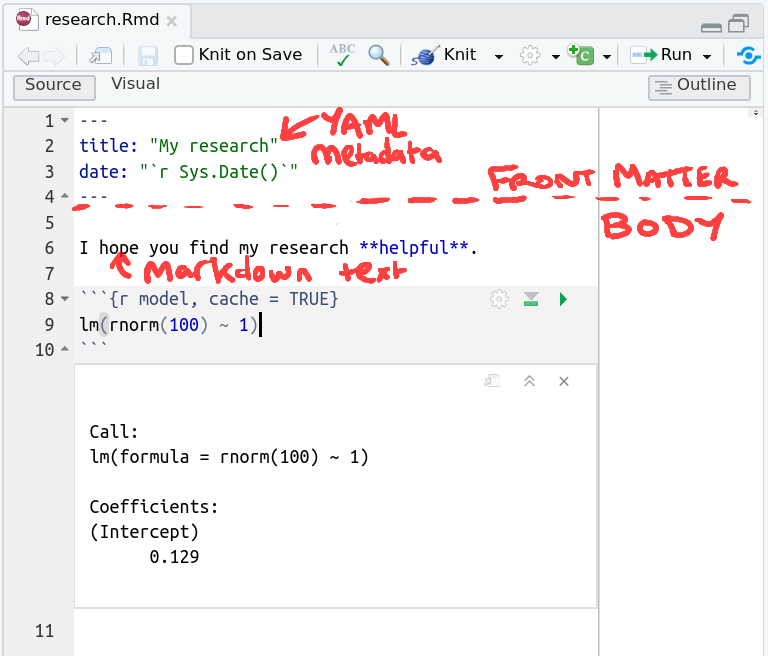 Rmd research.Rmd
Knit on Save ABC Knit C Run
Source Visual Outline
1 ---
YAML
2 title: "My research"
metadata
3 date: "`r Sys.Date()`"
FRONT MATTER
4 ---
BODY
5
6 I hope you find my research **helpful**.
Markdown text
7
8 ```{r model, cache = TRUE}
9 lm(rnorm(100) ~ 1)
10 ```
Call:
lm(formula = rnorm(100) ~ 1)
Coefficients:
(Intercept)
0.129
11